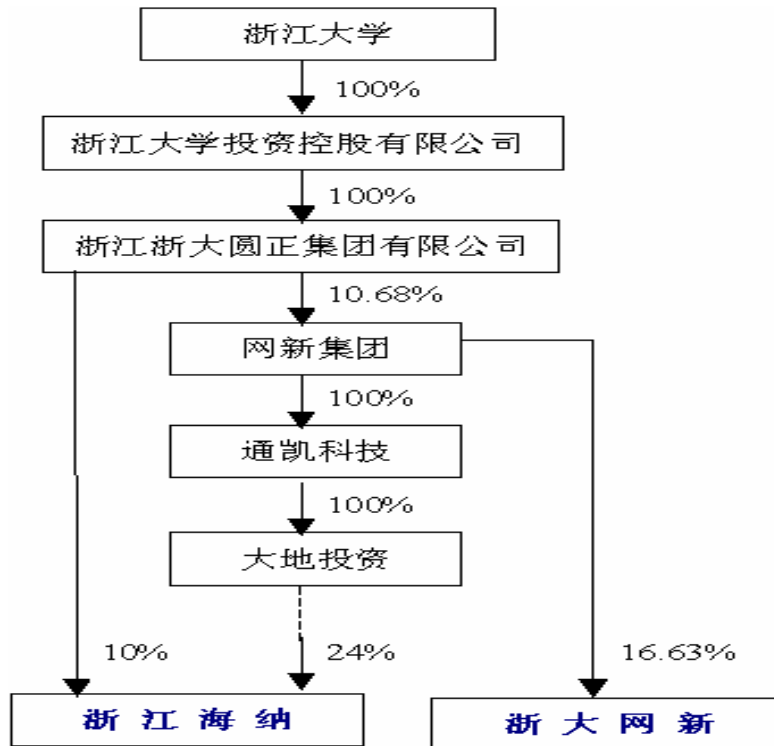 浙江大学
100%
浙江大学投资控股有限公司
100%
浙江浙大圆正集团有限公司
10.68%
网新集团
100%
通凯科技
100%
大地投资
10%
24%
16.63%
浙江海纳
浙大网新